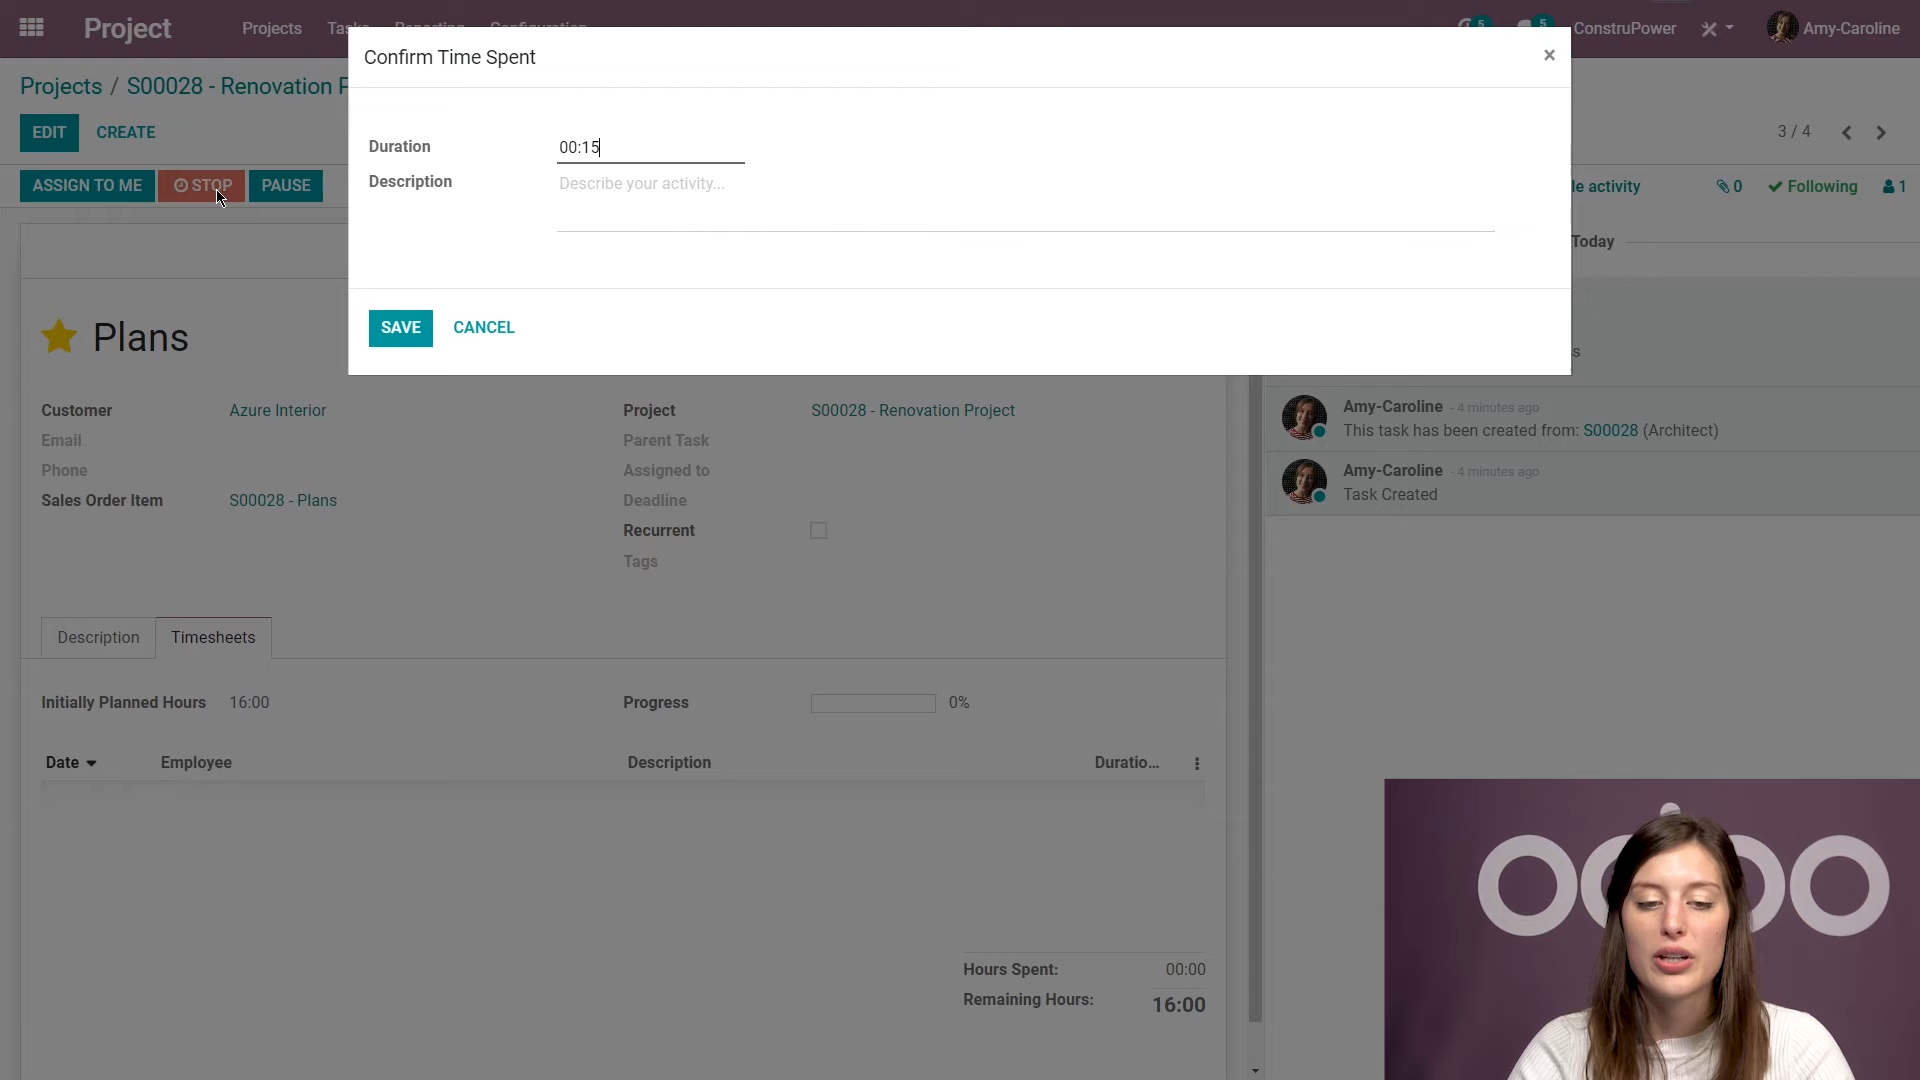 Project
Projects
Reporting
Configuration
5
5
ConstruPower
Amy-Caroline
Confirm Time Spent
×
Projects / S00028 - Renovation
EDIT
CREATE
3 / 4
Duration
00:15
Description
Describe your activity...
ASSIGN TO ME
STOP
PAUSE
activity
0
Following
1
Today
SAVE
CANCEL
Plans
Customer
Azure Interior
Email
Phone
Sales Order Item
S00028 - Plans
Project
S00028 - Renovation Project
Parent Task
Assigned to
Deadline
Recurrent
Tags
Amy-Caroline - 4 minutes ago
This task has been created from: S00028 (Architect)
Amy-Caroline - 4 minutes ago
Task Created
Description
Timesheets
Initially Planned Hours
16:00
Progress
0%
Date
Employee
Description
Duratio...
Hours Spent:
00:00
Remaining Hours:
16:00